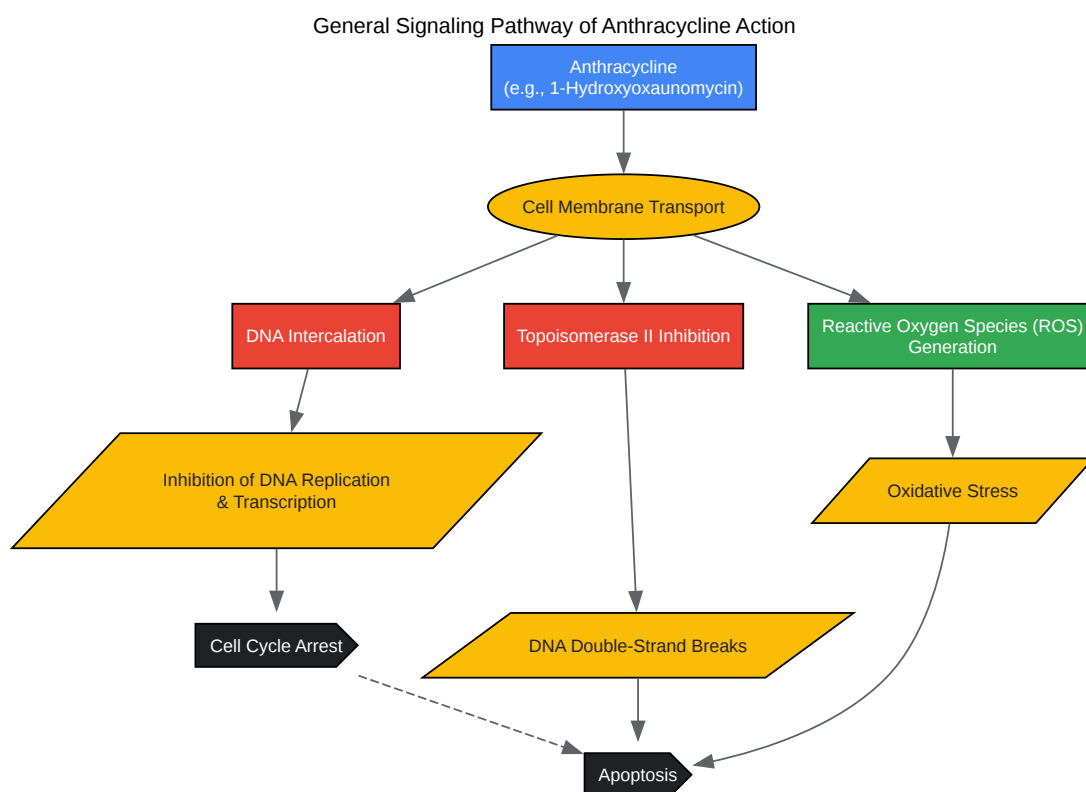 General Signaling Pathway of Anthracycline Action
Anthracycline
(e.g., 1-Hydroxyoxaunomycin)
Cell Membrane Transport
DNA Intercalation
Topoisomerase II Inhibition
Reactive Oxygen Species (ROS)
Generation
Inhibition of DNA Replication
& Transcription
Oxidative Stress
Cell Cycle Arrest
DNA Double-Strand Breaks
Apoptosis